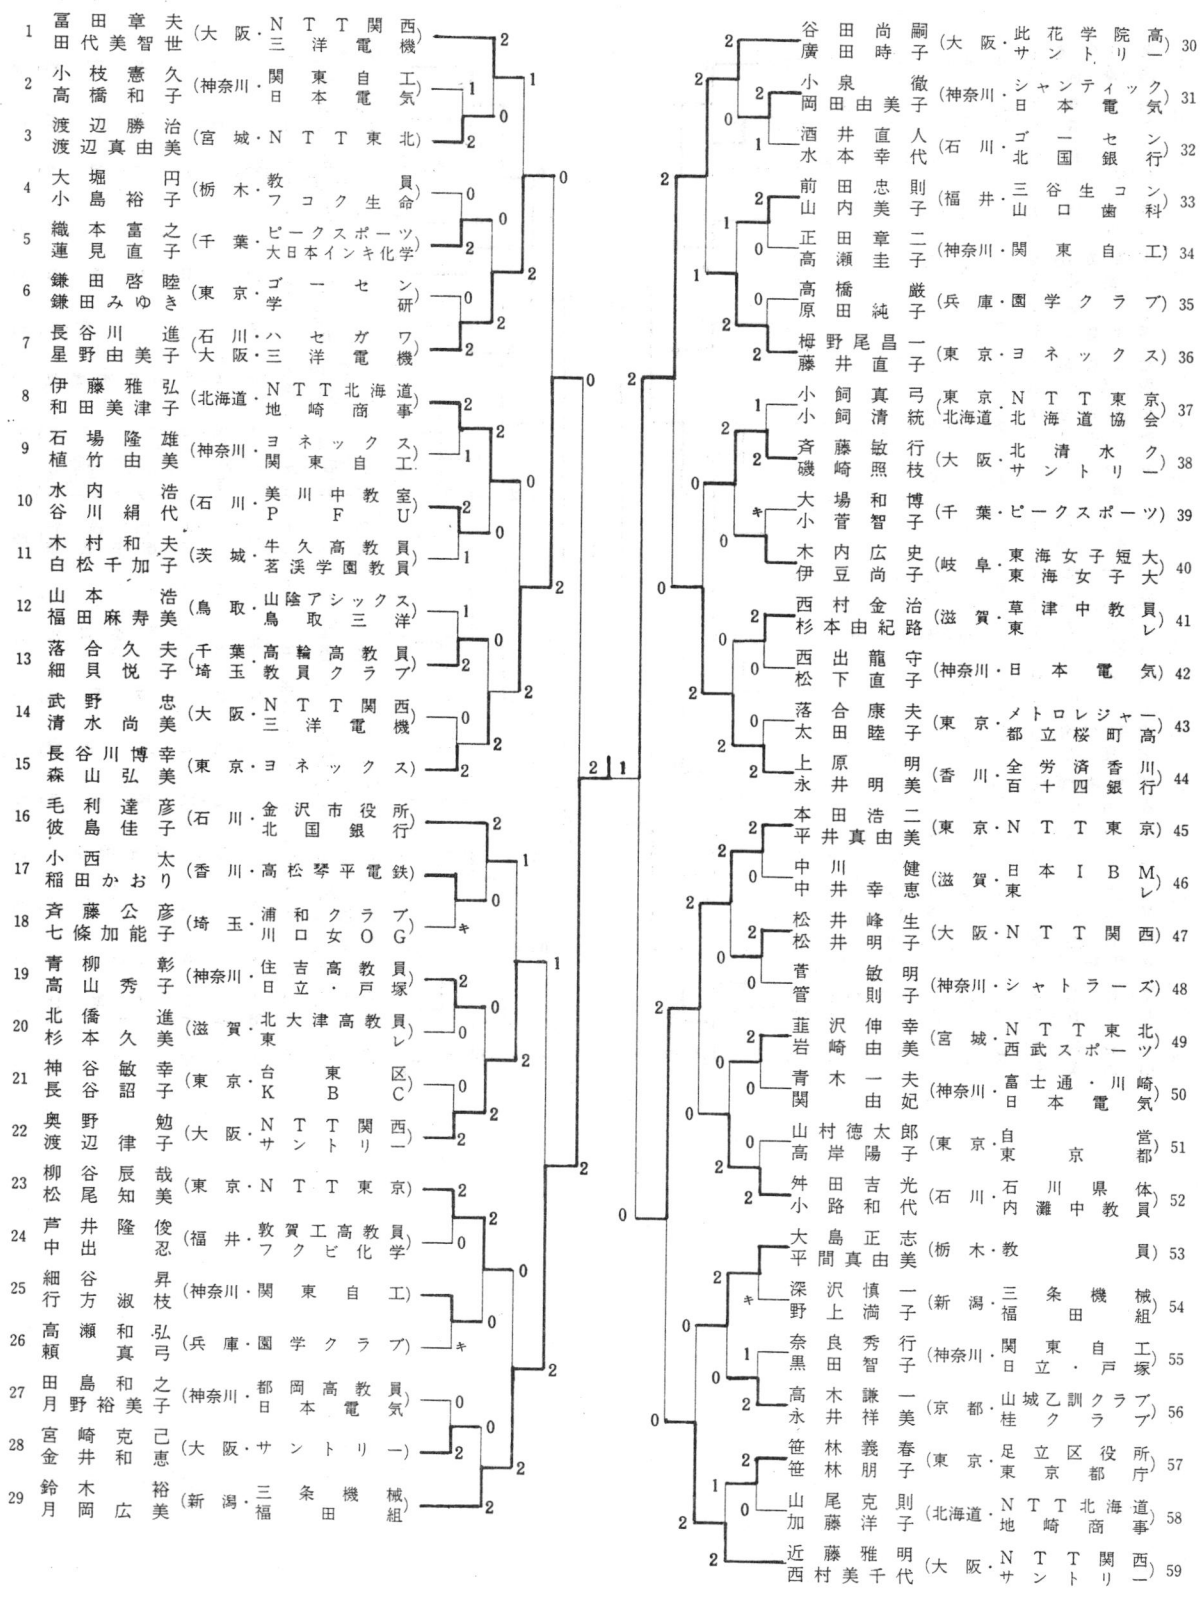 1 冨田章夫 (大阪・NTT関西)
田代美智世 三洋電機
2 小枝憲久 (神奈川・関東自工)
高橋和子 日本電気
3 渡辺勝治 (宮城・NTT東北)
渡辺真由美
4 大堀円 (栃木・教員)
小島裕子 フコク生命
5 織本富之 (千葉・ピークスポーツ)
蓮見直子 大日本インキ化学
6 鎌田啓睦 (東京・ゴーセン)
鎌田みゆき 学研
7 長谷川進 (石川・ハセガワ)
星野由美子 大阪・三洋電機
8 伊藤雅弘 (北海道・NTT北海道)
和田美津子 地崎商事
9 石場隆雄 (神奈川・ヨネックス)
植竹由美 関東自工
10 水内浩 (石川・美川中教室)
谷川絹代 PFU
11 木村和夫 (茨城・牛久高教員)
白松千加子 茗渓学園教員
12 山本浩 (鳥取・山陰アシックス)
福田麻寿美 鳥取三洋
13 落合久夫 (千葉・高輪高教員)
細貝悦子 埼玉・教員クラブ
14 武野忠 (大阪・NTT関西)
清水尚美 三洋電機
15 長谷川博幸 (東京・ヨネックス)
森山弘美
16 毛利達彦 (石川・金沢市役所)
彼島佳子 北国銀行
17 小西太 (香川・高松琴平電鉄)
稲田かおり
18 斉藤公彦 (埼玉・浦和クラブ)
七條加能子 川口女OG
19 青柳彰 (神奈川・住吉高教員)
高山秀子 日立・戸塚
20 北僑進 (滋賀・北大津高教員)
杉本久美 東レ
21 神谷敏幸 (東京・台東区)
長谷詔子 KBC
22 奥野勉 (大阪・NTT関西)
渡辺律子 サントリー
23 柳谷辰哉 (東京・NTT東京)
松尾知美
24 芦井隆俊 (福井・敦賀工高教員)
中出忍 フクビ化学
25 細谷昇 (神奈川・関東自工)
行方淑枝
26 高瀬和弘 (兵庫・園学クラブ)
頼真弓
27 田島和之 (神奈川・都岡高教員)
月野裕美子 日本電気
28 宮崎克己 (大阪・サントリー)
金井和恵
29 鈴木裕 (新潟・三条機械)
月岡広美 福田組
谷田尚嗣 (大阪・此花学院高) 30
廣田時子 サントリー
小泉徹 (神奈川・シャンティック) 31
岡田由美子 日本電気
酒井直人 (石川・ゴーセン) 32
水本幸代 北国銀行
前田忠則 (福井・三谷生コン) 33
山内美子 山口歯科
正田章二 (神奈川・関東自工) 34
高瀬圭子
高橋厳 (兵庫・園学クラブ) 35
原田純子
栂野尾昌一 (東京・ヨネックス) 36
藤井直子
小飼真弓 (東京・NTT東京) 37
小飼清統 北海道・北海道協会
斉藤敏行 (大阪・北清水ク) 38
磯崎照枝 サントリー
大場和博 (千葉・ピークスポーツ) 39
小菅智子
木内広史 (岐阜・東海女子短大) 40
伊豆尚子 東海女子大
西村金治 (滋賀・草津中教員) 41
杉本由紀路 東レ
西出龍守 (神奈川・日本電気) 42
松下直子
落合康夫 (東京・メトロレジャー) 43
太田睦子 都立桜町高
上原明 (香川・全労済香川) 44
永井明美 百十四銀行
本田浩二 (東京・NTT東京) 45
平井真由美
中川健 (滋賀・日本IBM) 46
中井幸恵 東レ
松井峰生 (大阪・NTT関西) 47
松井明子
菅敏明 (神奈川・シャトラーズ) 48
管則子
韮沢伸幸 (宮城・NTT東北) 49
岩崎由美 西武スポーツ
青木一夫 (神奈川・富士通・川崎) 50
関由妃 日本電気
山村徳太郎 (東京・自営) 51
高岸陽子 東京都
舛田吉光 (石川・石川県体) 52
小路和代 内灘中教員
大島正志 (栃木・教員) 53
平間真由美
深沢慎一 (新潟・三条機械) 54
野上満子 福田組
奈良秀行 (神奈川・関東自工) 55
黒田智子 日立・戸塚
高木謙一 (京都・山城乙訓クラブ) 56
永井祥美 桂クラブ
笹林義春 (東京・足立区役所) 57
笹林朋子 東京都庁
山尾克則 (北海道・NTT北海道) 58
加藤洋子 地崎商事
近藤雅明 (大阪・NTT関西) 59
西村美千代 サントリー
2 1